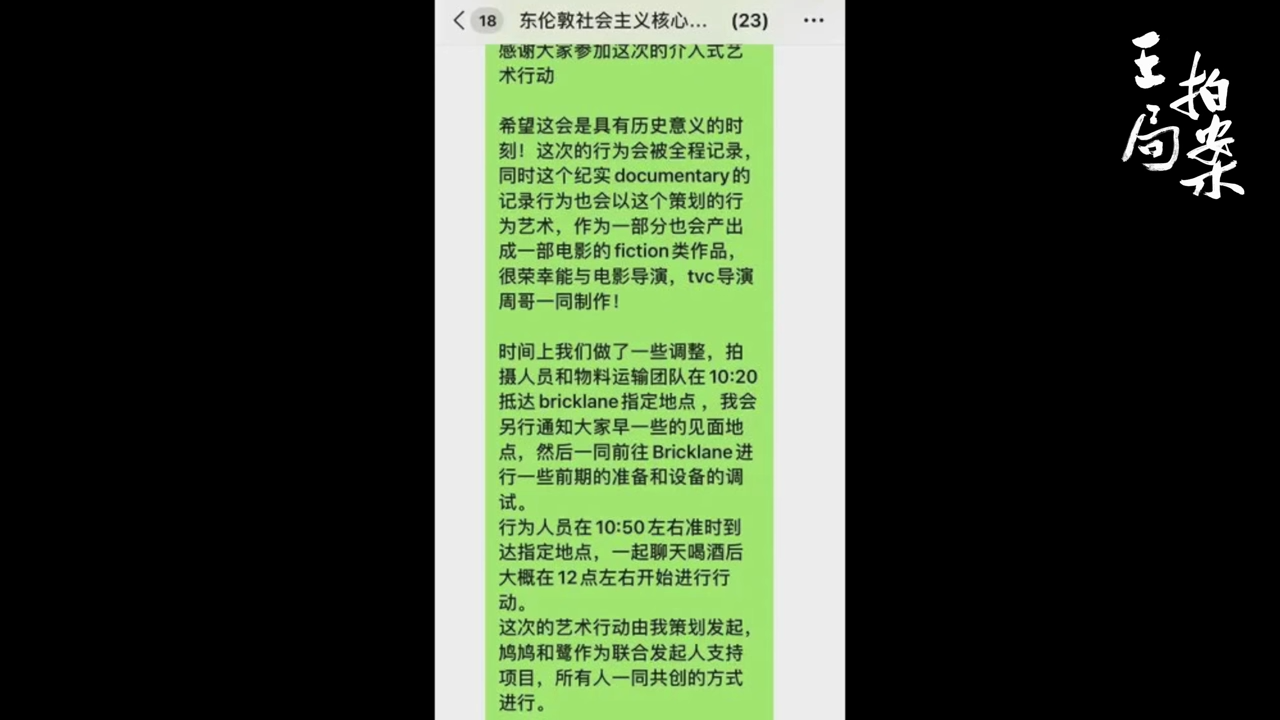 18
东伦敦社会主义核心... (23)
感谢大家参加这次的介入式艺
术行动
希望这会是具有历史意义的时
刻！这次的行为会被全程记录，
同时这个纪实documentary的
记录行为也会以这个策划的行
为艺术，作为一部分也会产出
成一部电影的fiction类作品，
很荣幸能与电影导演，tvc导演
周哥一同制作！
时间上我们做了一些调整，拍
摄人员和物料运输团队在10:20
抵达bricklane指定地点 ，我会
另行通知大家早一些的见面地
点，然后一同前往Bricklane进
行一些前期的准备和设备的调
试。
行为人员在10:50左右准时到
达指定地点，一起聊天喝酒后
大概在12点左右开始进行行
动。
这次的艺术行动由我策划发起，
鸠鸠和鹭作为联合发起人支持
项目，所有人一同共创的方式
进行。
王局
拍案